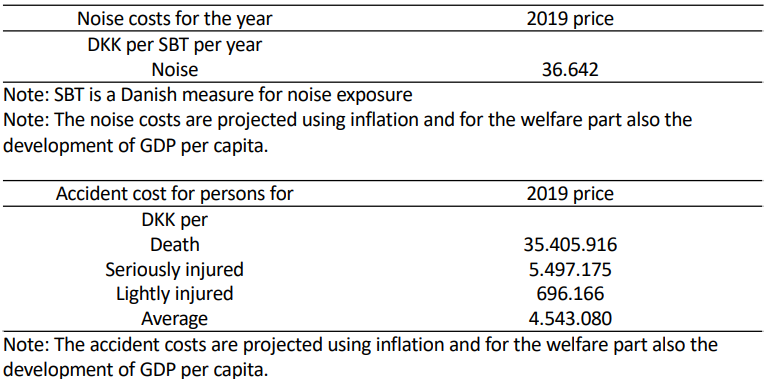 Noise costs for the year 2019 price
DKK per SBT per year
Noise 36.642
Note: SBT is a Danish measure for noise exposure
Note: The noise costs are projected using inflation and for the welfare part also the
development of GDP per capita.
Accident cost for persons for 2019 price
DKK per
Death 35.405.916
Seriously injured 5.497.175
Lightly injured 696.166
Average 4.543.080
Note: The accident costs are projected using inflation and for the welfare part also the
development of GDP per capita.